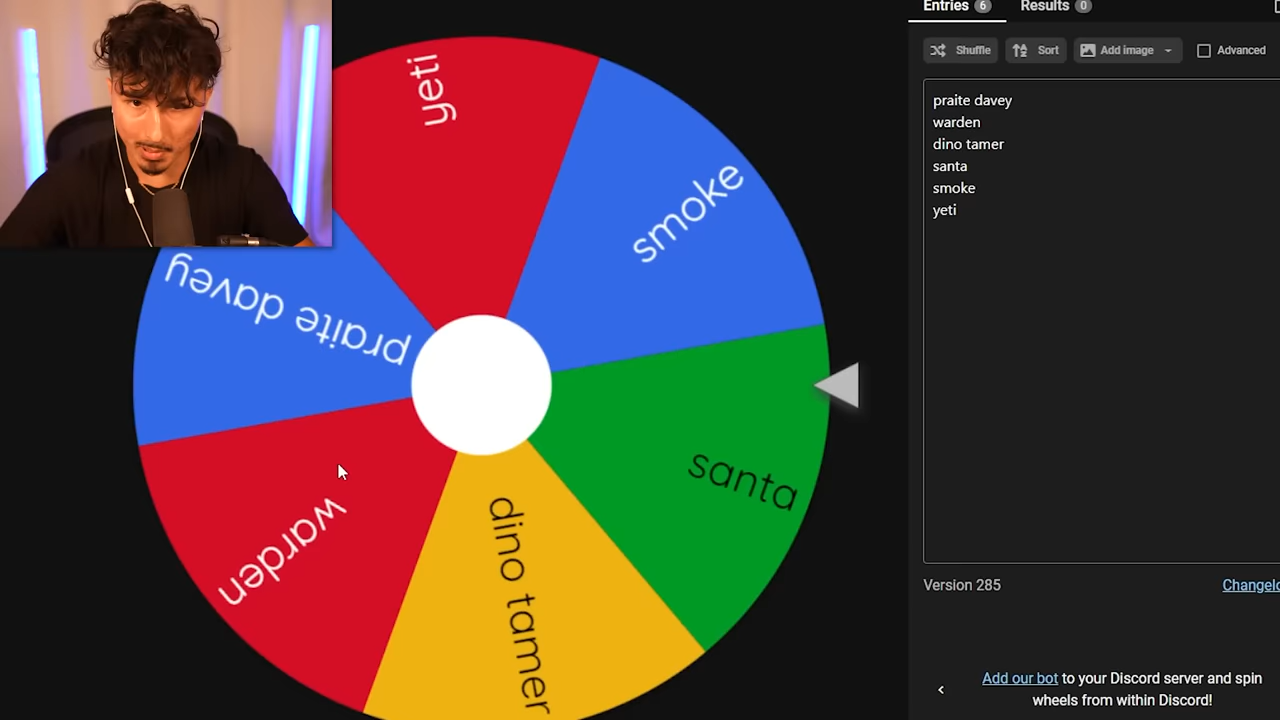 Entries 6
Results 0
Shuffle
Sort
Add image
Advanced
praite davey
warden
dino tamer
santa
smoke
yeti
yeti
smoke
santa
dino tamer
warden
praite davey
Version 285
Add our bot to your Discord server and spin
wheels from within Discord!